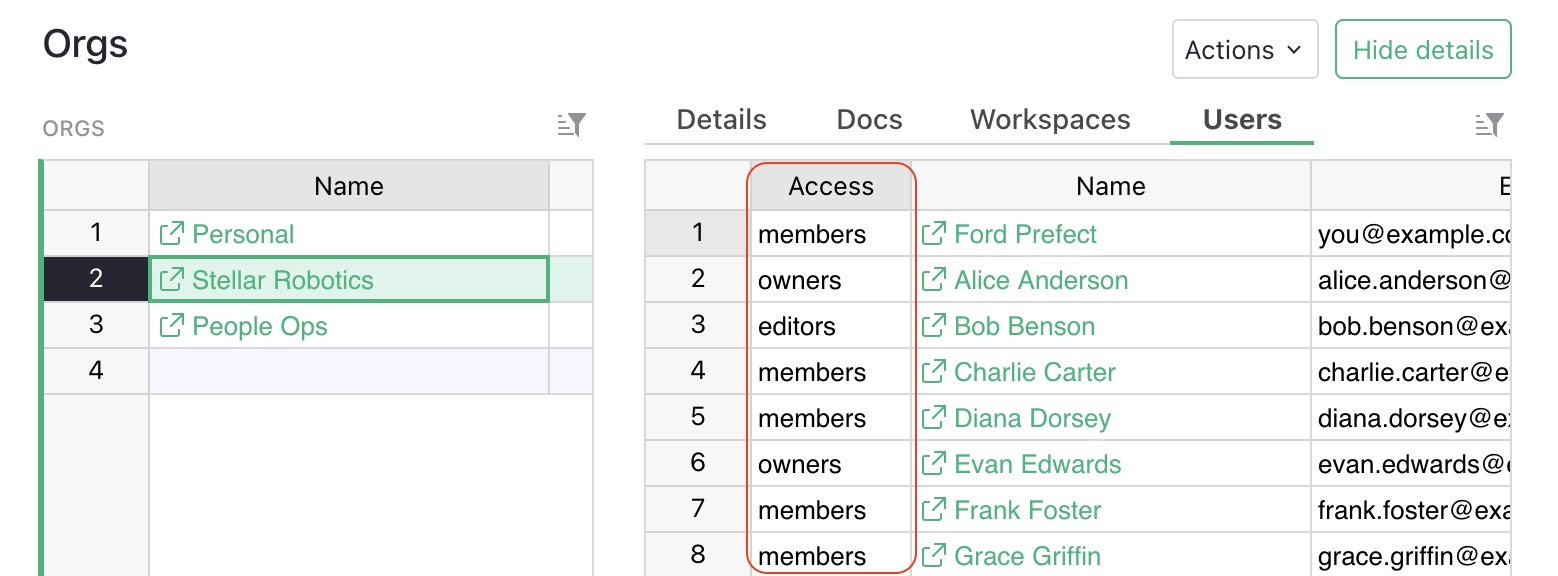 Orgs
Actions
Hide details
ORGS
Details Docs Workspaces Users
Name
1 Personal
2 Stellar Robotics
3 People Ops
4
Access Name
1 members Ford Prefect you@example.co
2 owners Alice Anderson alice.anderson@
3 editors Bob Benson bob.benson@exa
4 members Charlie Carter charlie.carter@e
5 members Diana Dorsey diana.dorsey@e
6 owners Evan Edwards evan.edwards@
7 members Frank Foster frank.foster@exa
8 members Grace Griffin grace.griffin@exa